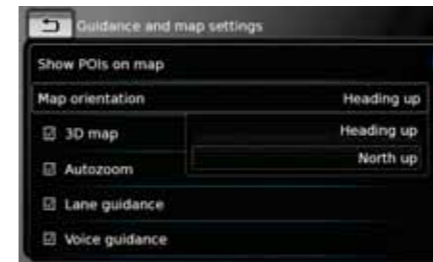 Guidance and map settings
Show POIs on map
Map orientation Heading up
3D map Heading up
Autozoom North up
Lane guidance
Voice guidance